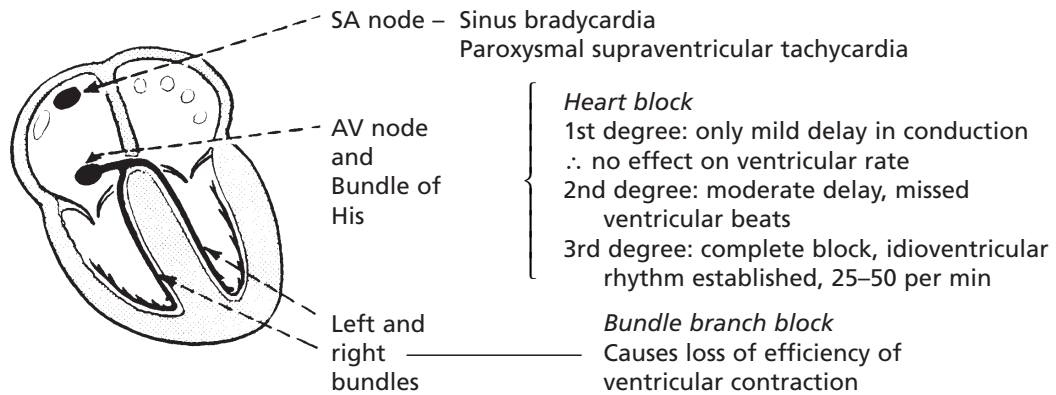 SA node – Sinus bradycardia
Paroxysmal supraventricular tachycardia
AV node
and
Bundle of
His
Heart block
1st degree: only mild delay in conduction
∴ no effect on ventricular rate
2nd degree: moderate delay, missed
ventricular beats
3rd degree: complete block, idioventricular
rhythm established, 25–50 per min
Left and
right
bundles
Bundle branch block
Causes loss of efficiency of
ventricular contraction